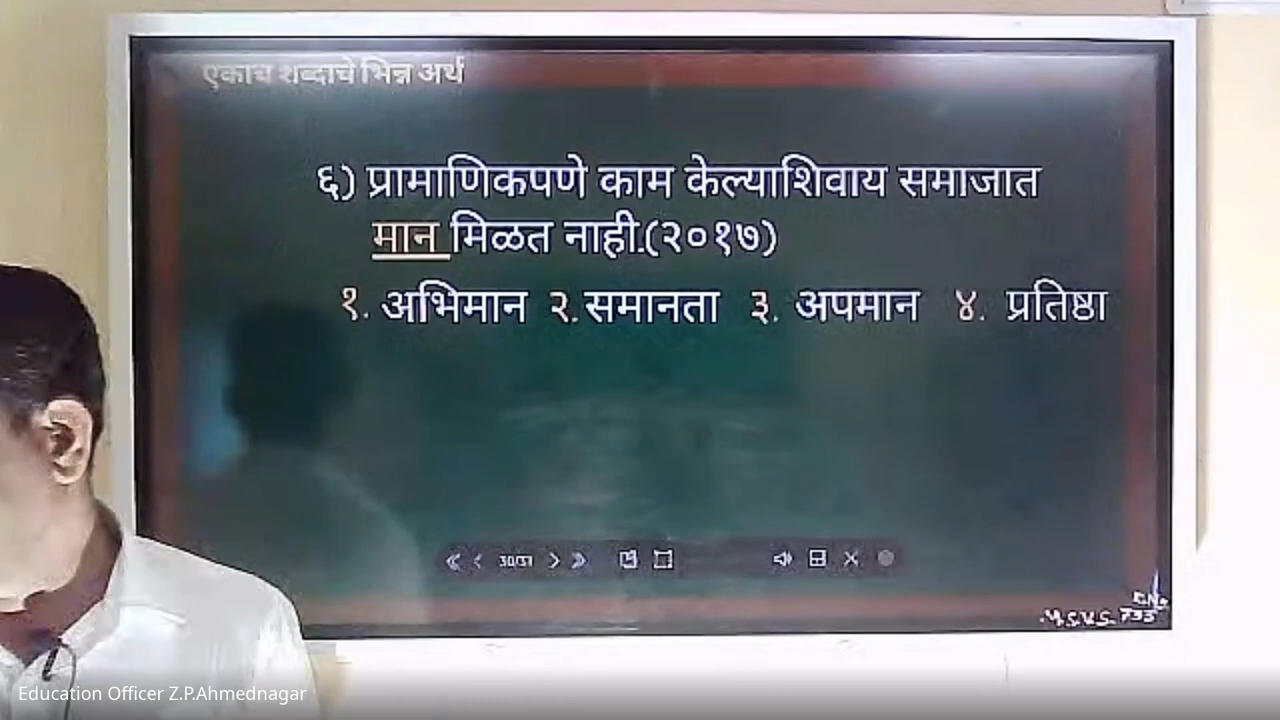 एकाच शब्दाचे भिन्न अर्थ
६) प्रामाणिकपणे काम केल्याशिवाय समाजात
मान मिळत नाही.(२०१७)
१. अभिमान २. समानता ३. अपमान ४. प्रतिष्ठा
30/31
M.S.V.S. 733
Education Officer Z.P.Ahmednagar